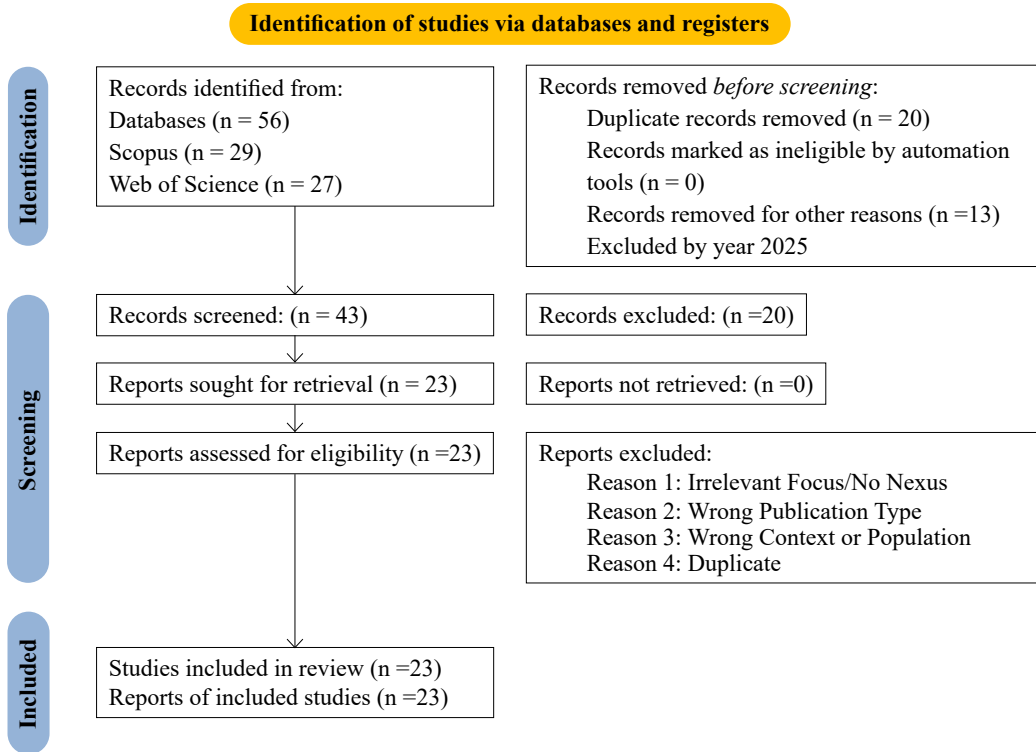 Identification of studies via databases and registers
Identification
Records identified from:
Databases (n = 56)
Scopus (n = 29)
Web of Science (n = 27)
Records removed before screening:
Duplicate records removed (n = 20)
Records marked as ineligible by automation
tools (n = 0)
Records removed for other reasons (n =13)
Excluded by year 2025
Screening
Records screened: (n = 43)
Records excluded: (n =20)
Reports sought for retrieval (n = 23)
Reports not retrieved: (n =0)
Reports assessed for eligibility (n =23)
Reports excluded:
Reason 1: Irrelevant Focus/No Nexus
Reason 2: Wrong Publication Type
Reason 3: Wrong Context or Population
Reason 4: Duplicate
Included
Studies included in review (n =23)
Reports of included studies (n =23)